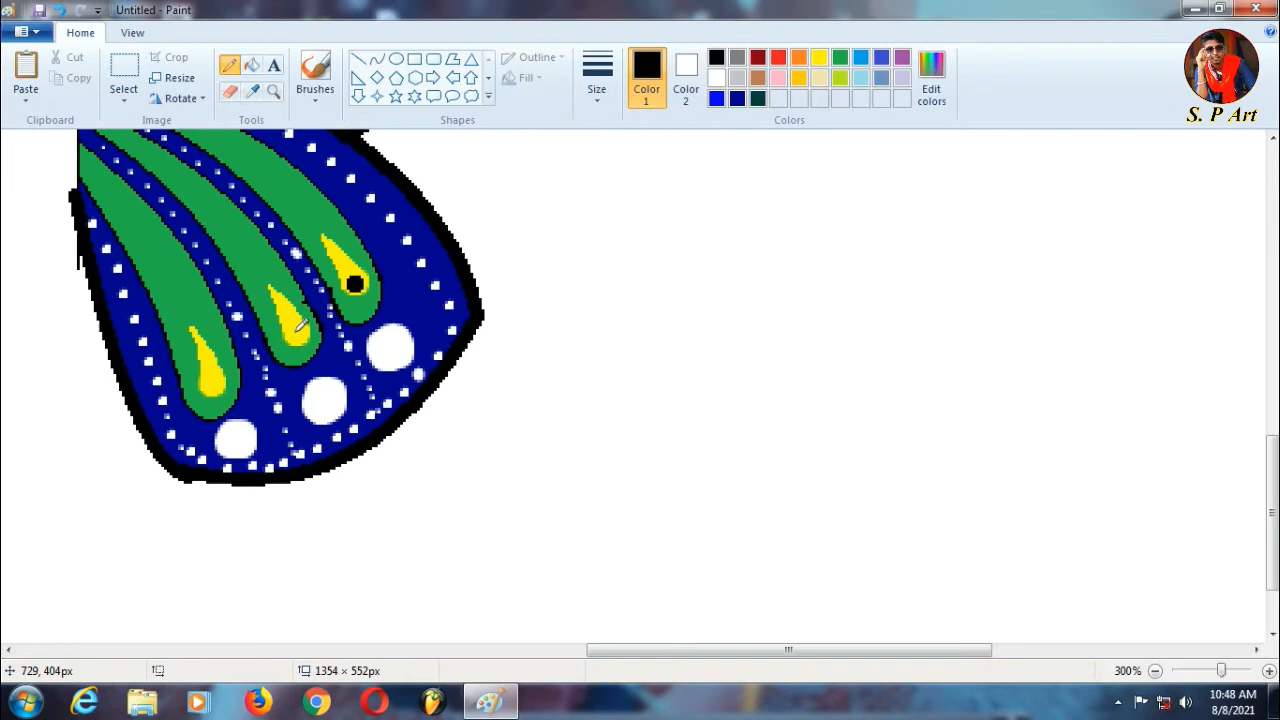 Untitled - Paint
Home
View
Paste
Cut
Copy
Clipboard
Select
Crop
Resize
Rotate
Image
A
Tools
Brushes
Outline
Fill
Shapes
Size
Color 1
Color 2
Edit colors
Colors
S. P Art
729, 404px
1354 × 552px
300%
10:48 AM
8/8/2021